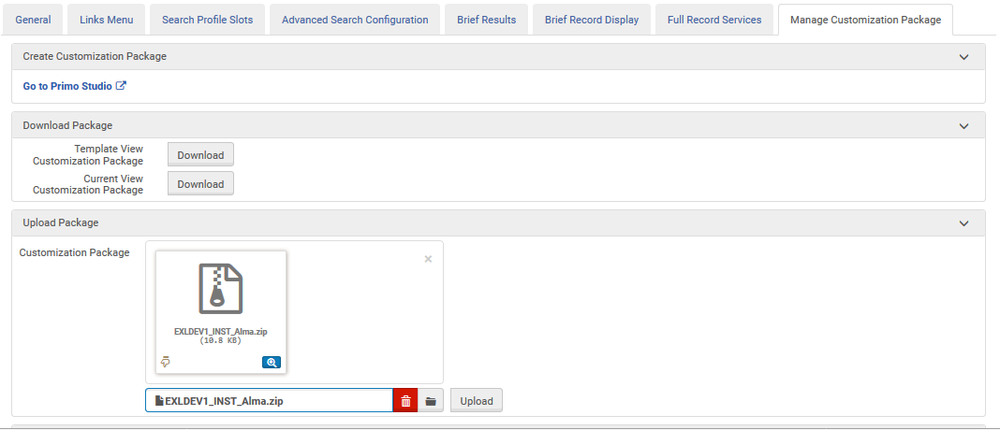 General
Links Menu
Search Profile Slots
Advanced Search Configuration
Brief Results
Brief Record Display
Full Record Services
Manage Customization Package
Create Customization Package
Go to Primo Studio
Download Package
Template View
Customization Package
Download
Current View
Customization Package
Download
Upload Package
Customization Package
EXLDEV1_INST_Alma.zip
(10.8 KB)
EXLDEV1_INST_Alma.zip
Upload